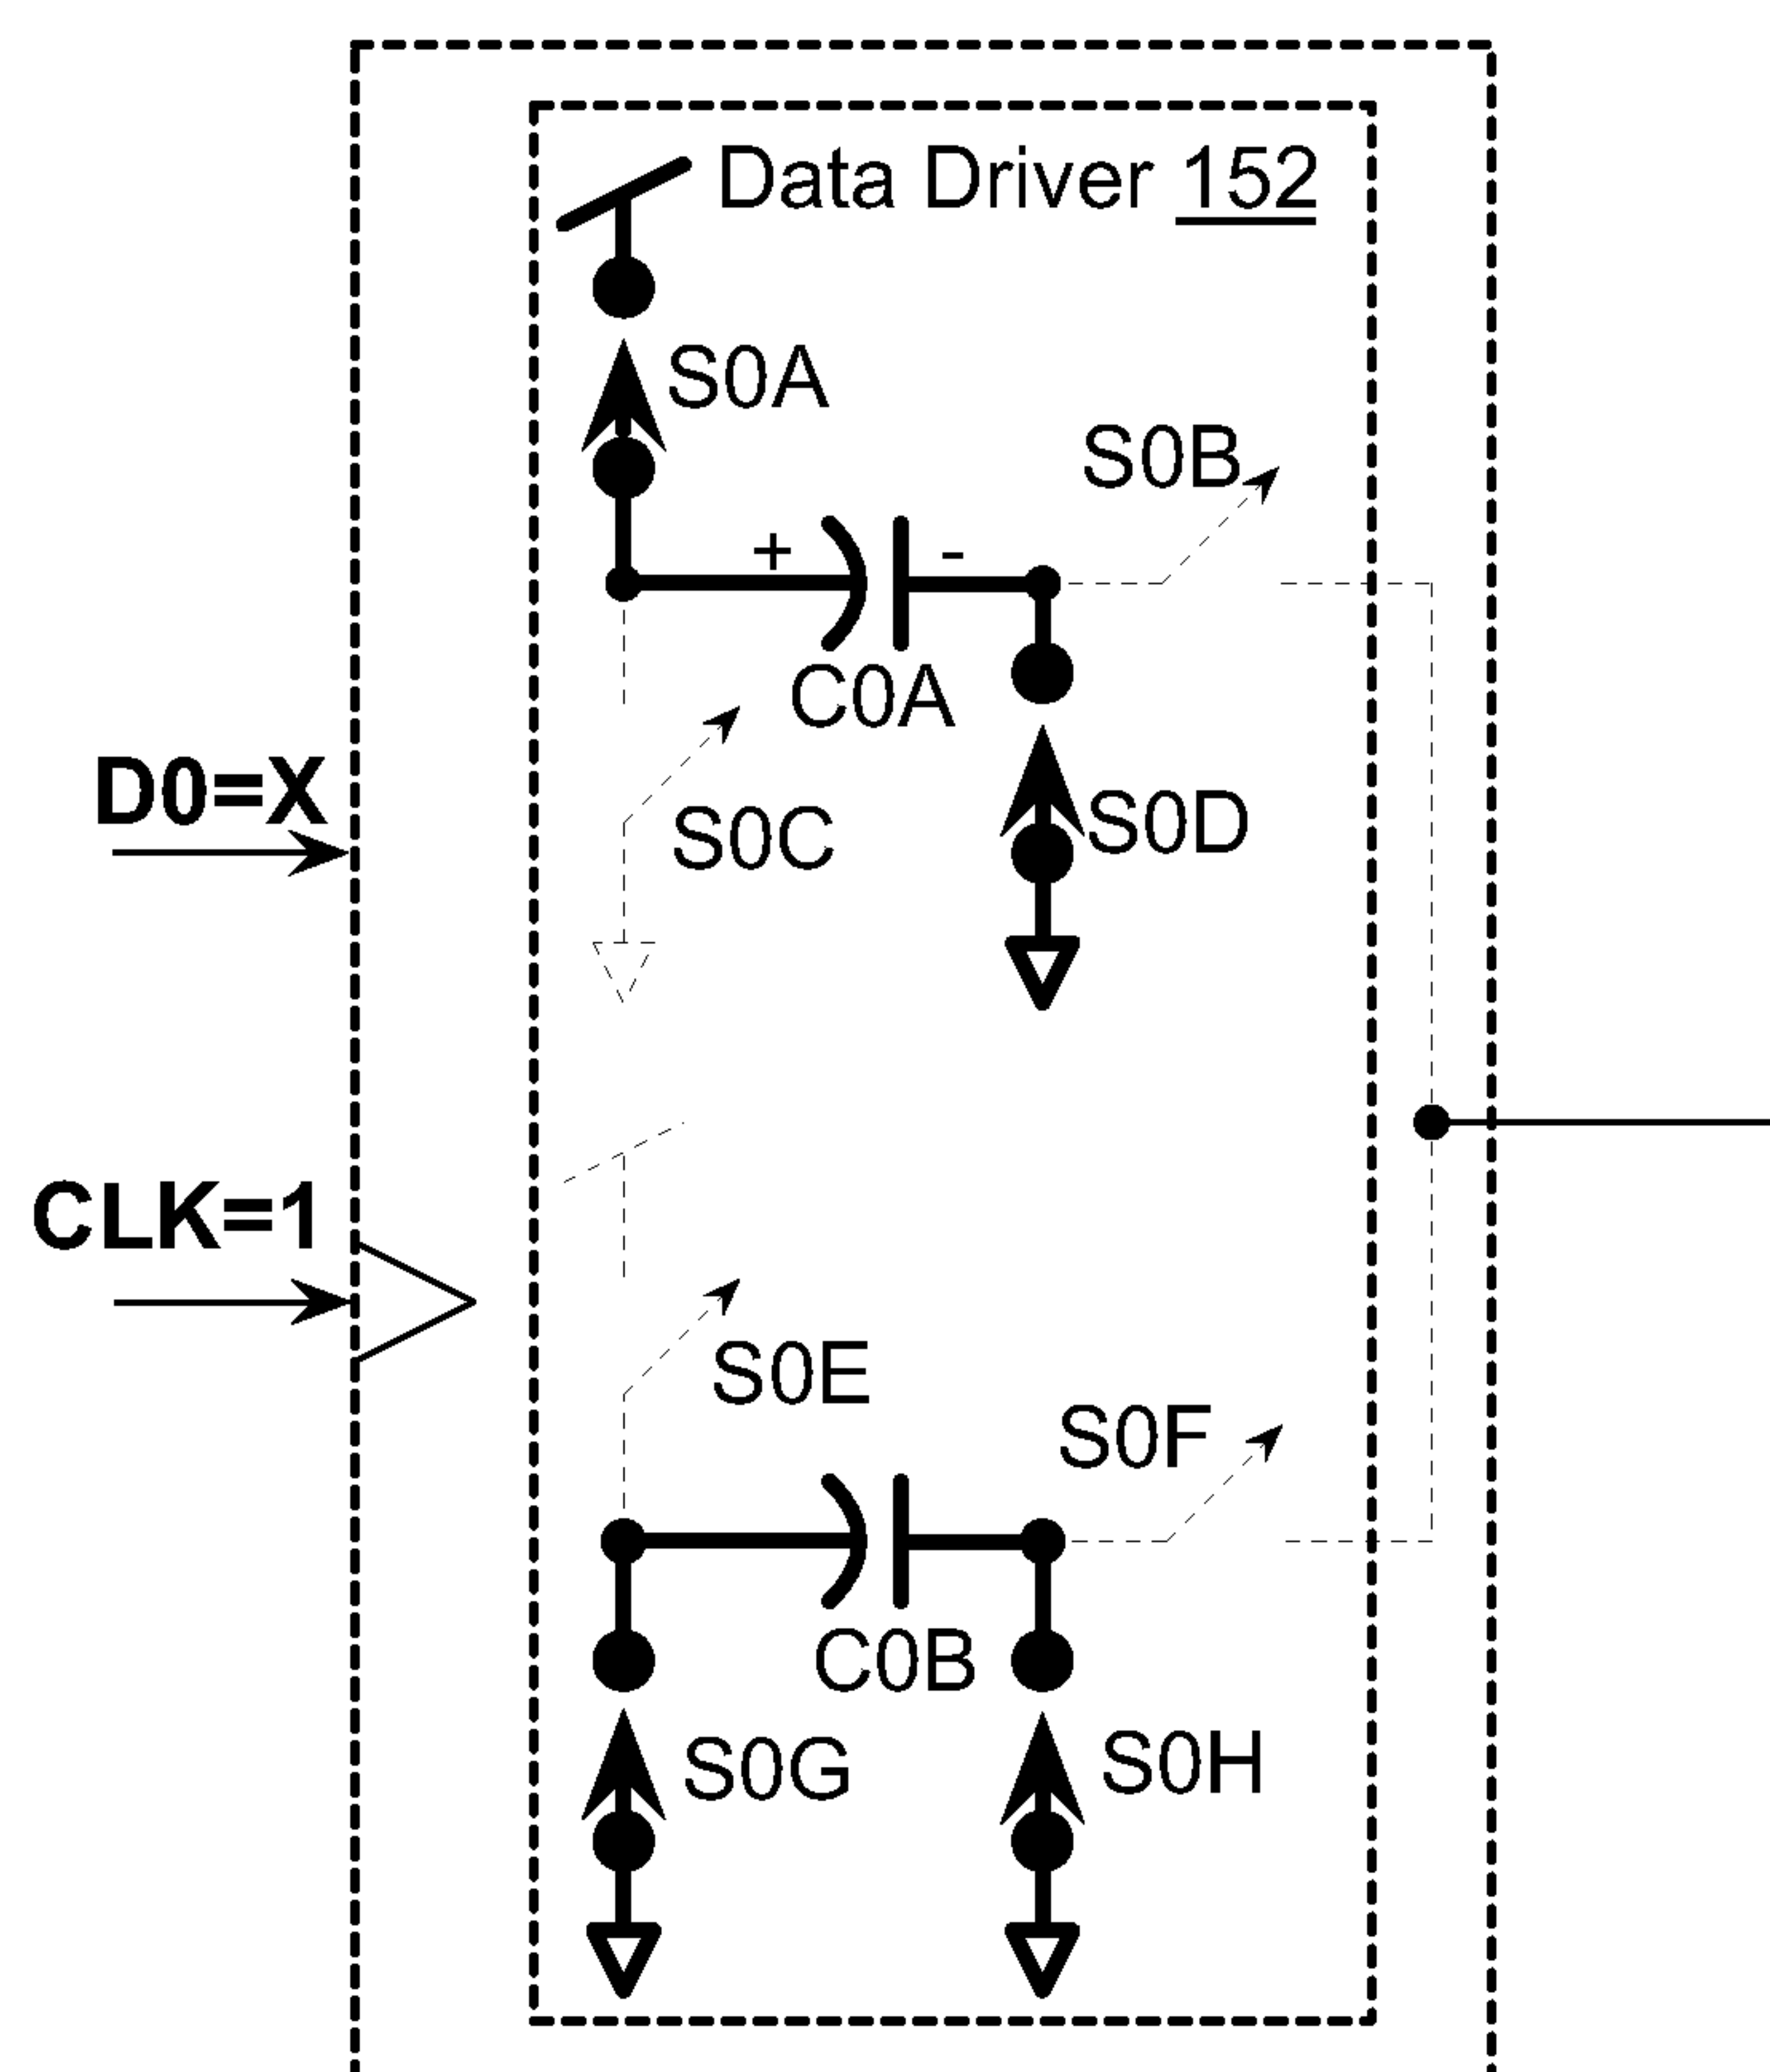 Data Driver 152
S0A
S0B
+ -
C0A
D0=X
S0C
S0D
CLK=1
S0E
S0F
C0B
S0G
S0H